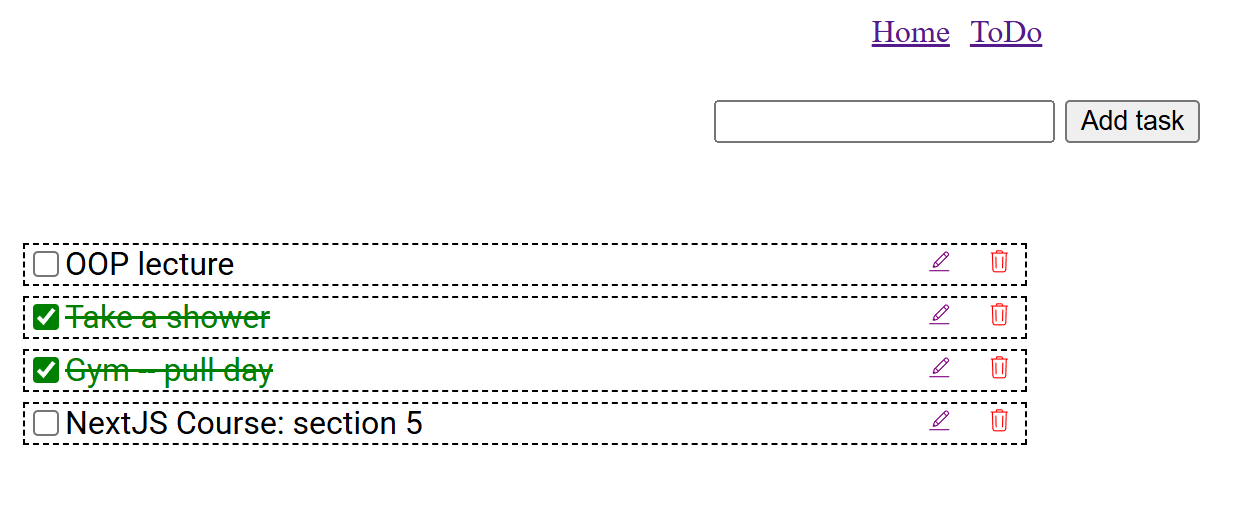 Home ToDo
Add task
OOP lecture
Take a shower
Gym -- pull day
NextJS Course: section 5